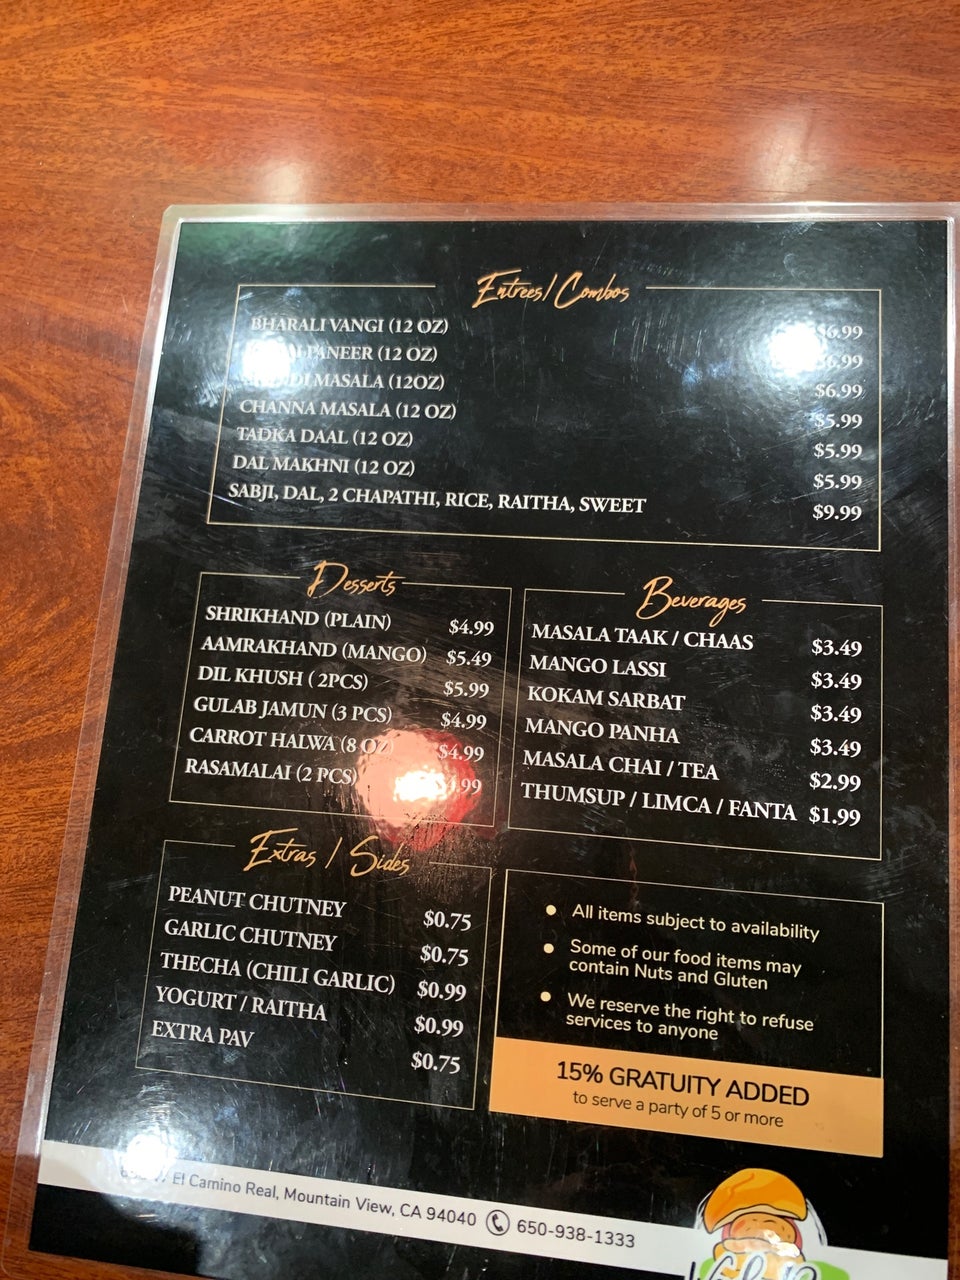 Entrees/Combos
BHARALI VANGI (12 OZ) $6.99
PANEER (12 OZ) 6.99
MASALA (12OZ) $6.99
CHANNA MASALA (12 OZ) $5.99
TADKA DAAL (12 OZ) $5.99
DAL MAKHNI (12 OZ) $5.99
SABJI, DAL, 2 CHAPATHI, RICE, RAITHA, SWEET $9.99
Desserts
SHRIKHAND (PLAIN) $4.99
AAMRAKHAND (MANGO) $5.49
DIL KHUSH ( 2PCS) $5.99
GULAB JAMUN (3 PCS) $4.99
CARROT HALWA (8 OZ) $4.99
RASAMALAI (2 PCS)
Beverages
MASALA TAAK / CHAAS $3.49
MANGO LASSI $3.49
KOKAM SARBAT $3.49
MANGO PANHA $3.49
MASALA CHAI / TEA $2.99
THUMSUP / LIMCA / FANTA $1.99
Extras / Sides
PEANUT CHUTNEY $0.75
GARLIC CHUTNEY $0.75
THECHA (CHILI GARLIC) $0.99
YOGURT / RAITHA $0.99
EXTRA PAV $0.75
All items subject to availability
Some of our food items may
contain Nuts and Gluten
We reserve the right to refuse
services to anyone
15% GRATUITY ADDED
to serve a party of 5 or more
El Camino Real, Mountain View, CA 94040 650-938-1333